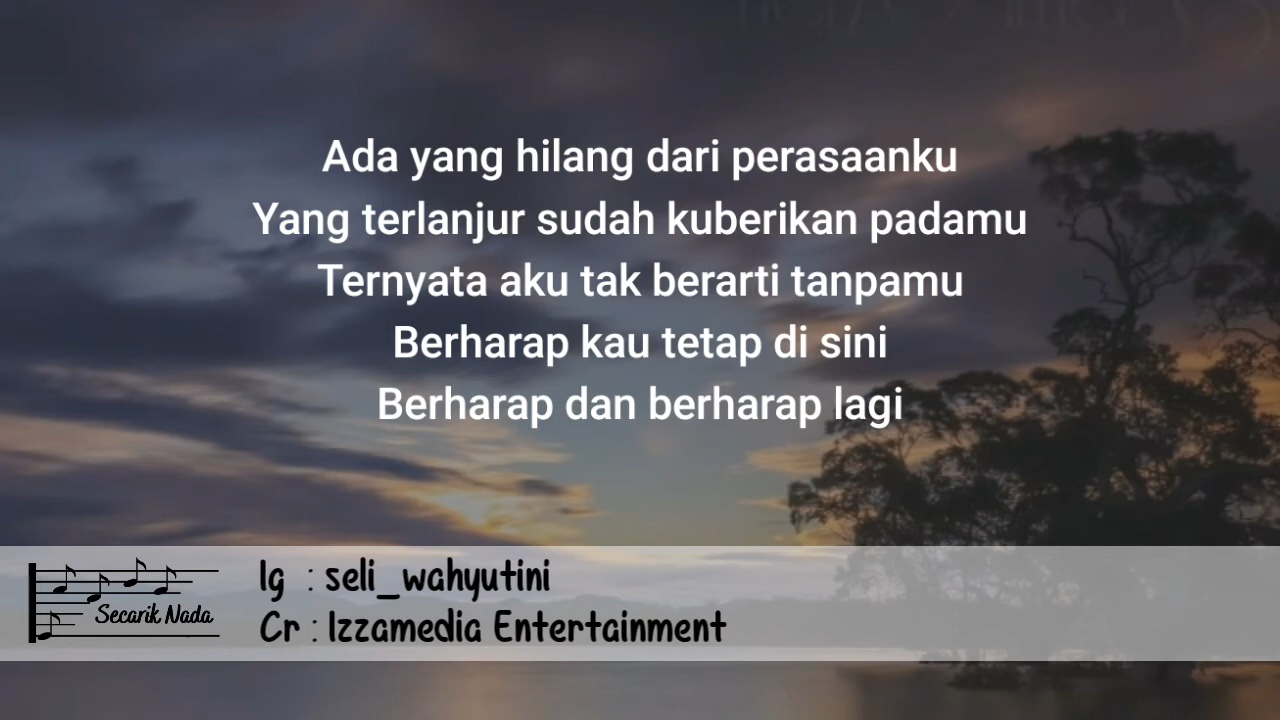 Ada yang hilang dari perasaanku
Yang terlanjur sudah kuberikan padamu
Ternyata aku tak berarti tanpamu
Berharap kau tetap di sini
Berharap dan berharap lagi
Secarik Nada
Ig : seli_wahyutini
Cr : Izzamedia Entertainment